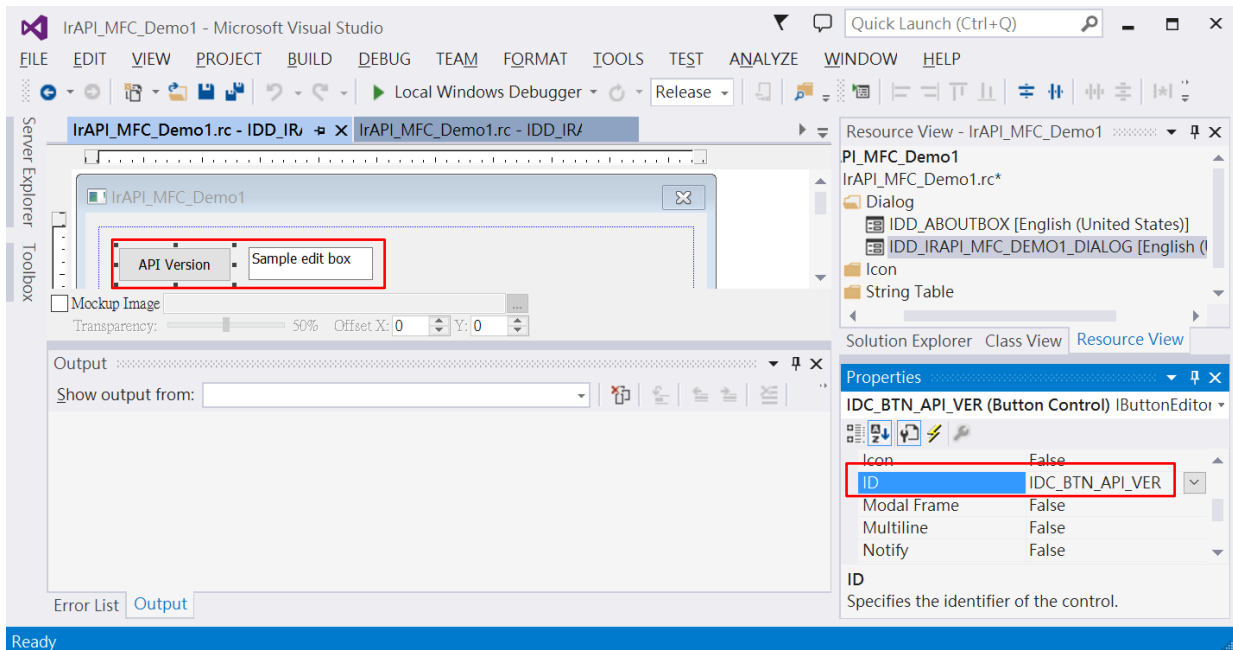 IrAPI_MFC_Demo1 - Microsoft Visual Studio
Quick Launch (Ctrl+Q)
FILE EDIT VIEW PROJECT BUILD DEBUG TEAM FORMAT TOOLS TEST ANALYZE WINDOW HELP
Local Windows Debugger Release
Server Explorer
Toolbox
IrAPI_MFC_Demo1.rc - IDD_IR
IrAPI_MFC_Demo1.rc - IDD_IR
IrAPI_MFC_Demo1
API Version
Sample edit box
Mockup Image ...
Transparency: 50% Offset X: 0 Y: 0
Output
Show output from:
Error List Output
Resource View - IrAPI_MFC_Demo1
PI_MFC_Demo1
IrAPI_MFC_Demo1.rc*
Dialog
IDD_ABOUTBOX [English (United States)]
IDD_IRAPI_MFC_DEMO1_DIALOG [English (
Icon
String Table
Solution Explorer Class View Resource View
Properties
IDC_BTN_API_VER (Button Control) IButtonEditor
Icon False
ID IDC_BTN_API_VER
Modal Frame False
Multiline False
Notify False
ID
Specifies the identifier of the control.
Ready